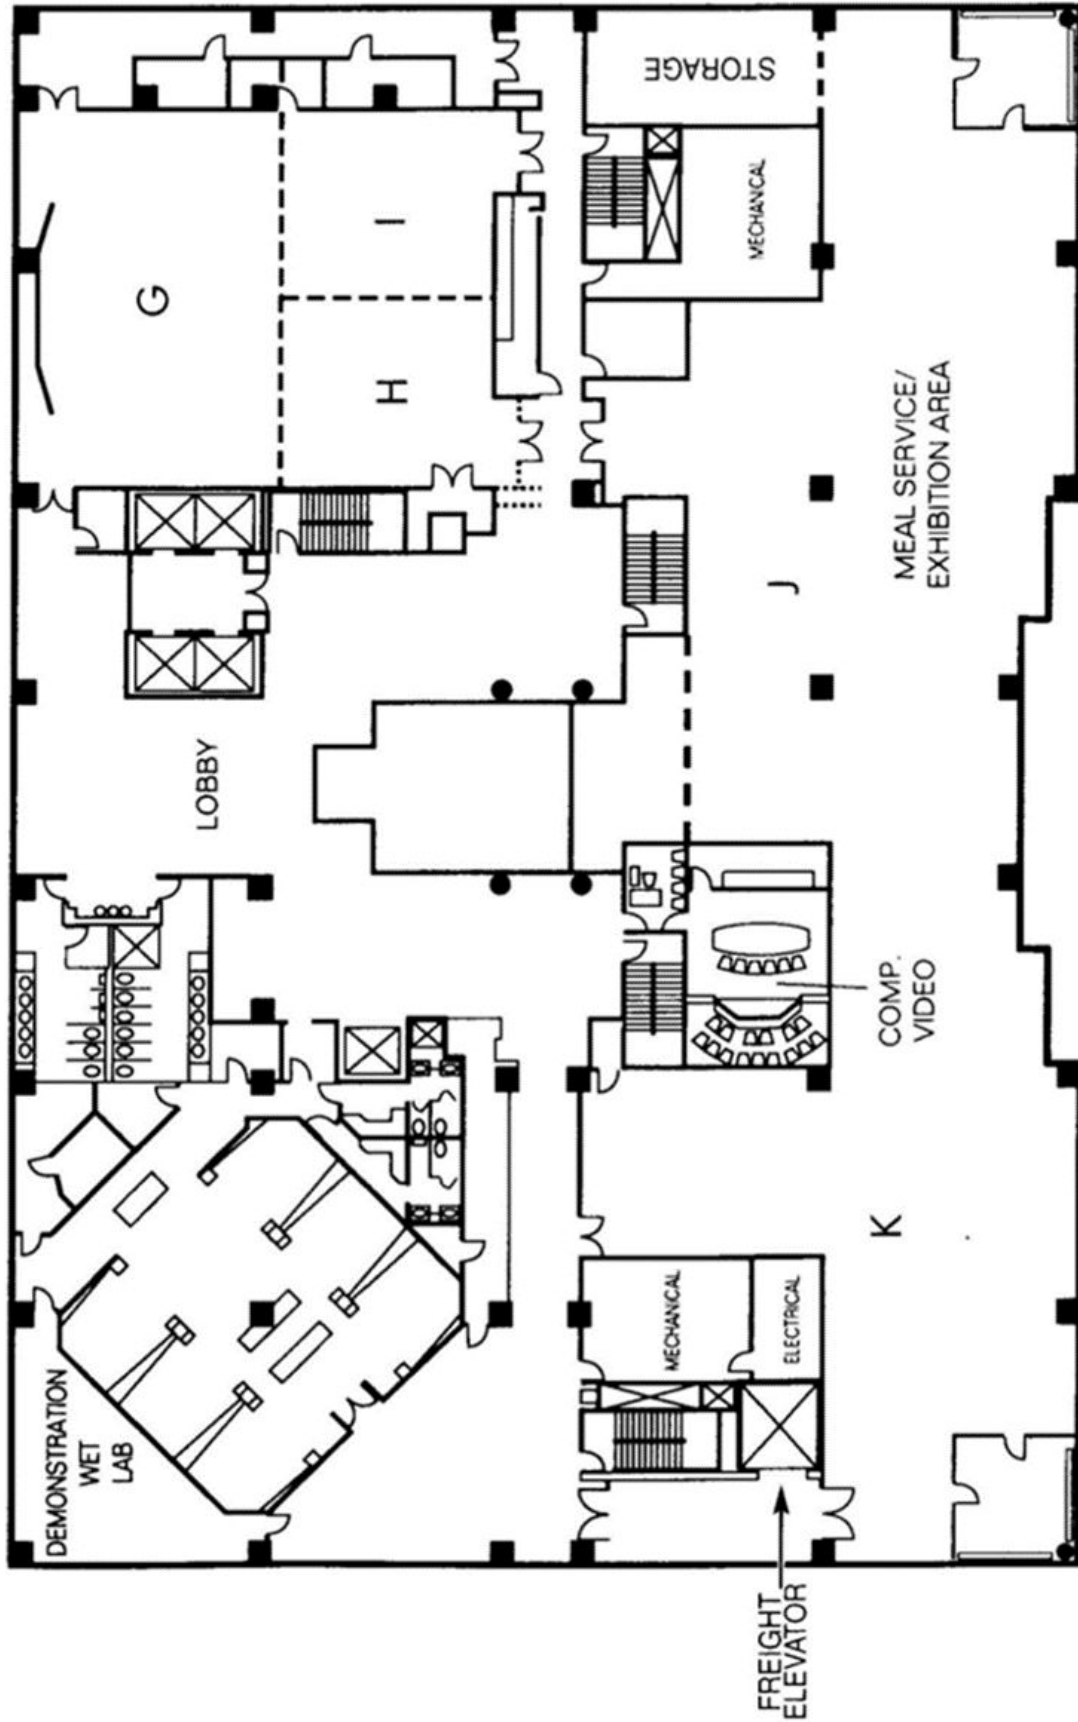 DEMONSTRATION
WET
LAB
LOBBY
G
H
I
STORAGE
MECHANICAL
MECHANICAL
ELECTRICAL
FREIGHT
ELEVATOR
K
COMP.
VIDEO
J
MEAL SERVICE/
EXHIBITION AREA